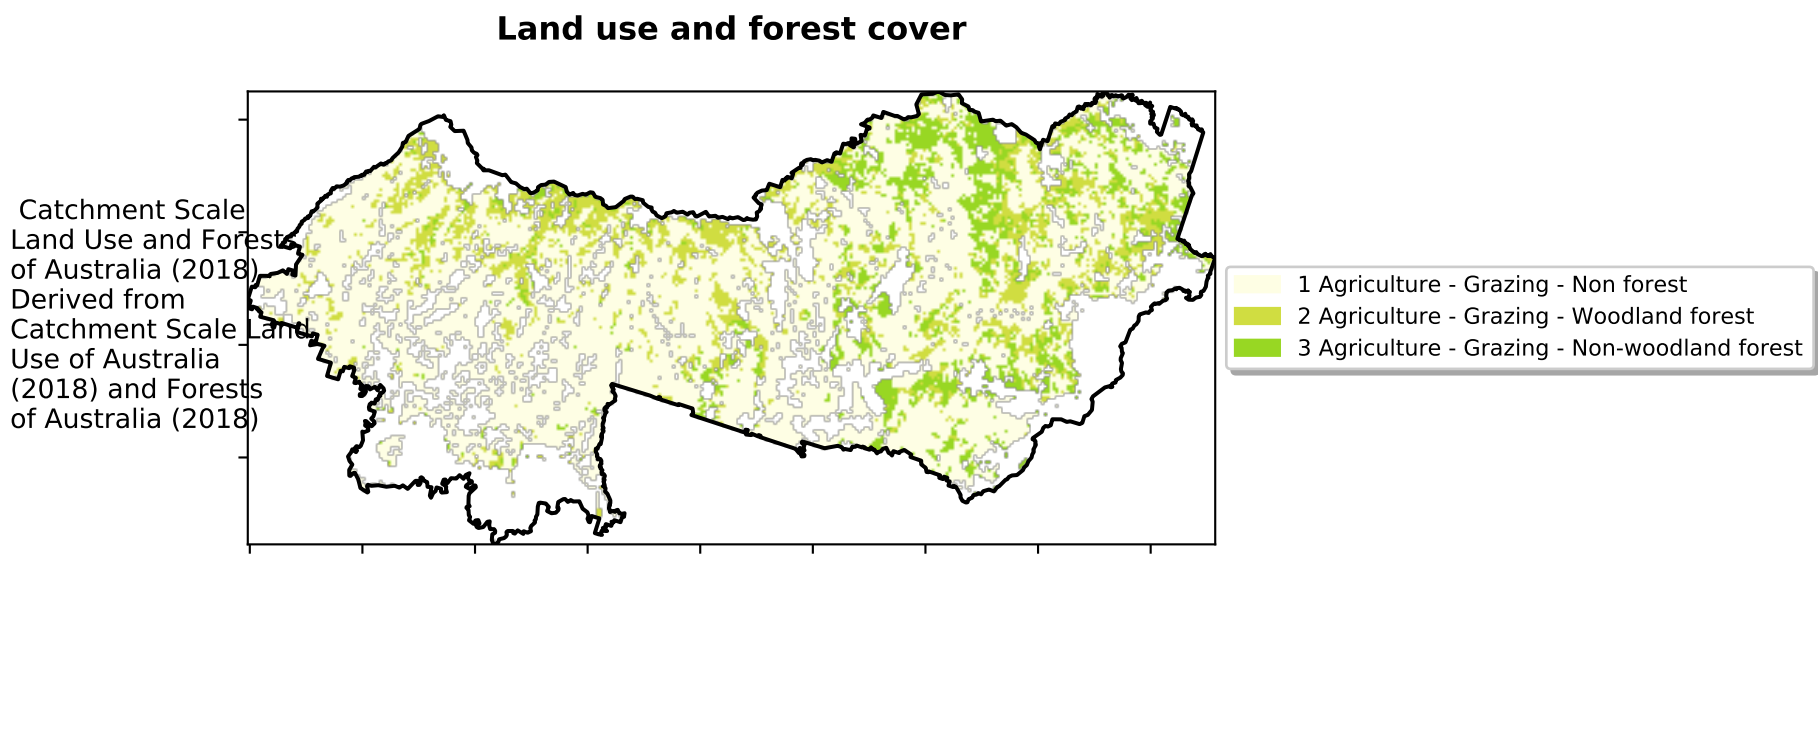 Land use and forest cover
Catchment Scale
Land Use and Forests
of Australia (2018)
Derived from
Catchment Scale Land
Use of Australia
(2018) and Forests
of Australia (2018)
1 Agriculture - Grazing - Non forest
2 Agriculture - Grazing - Woodland forest
3 Agriculture - Grazing - Non-woodland forest